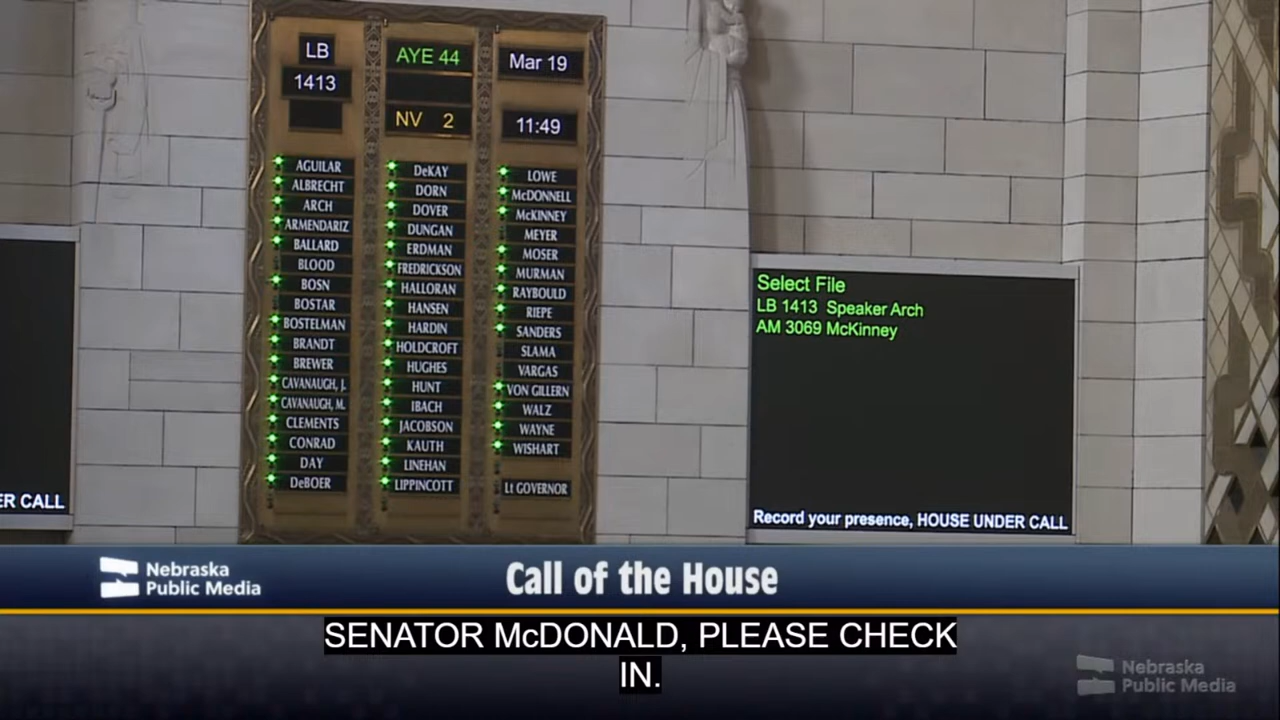 LB
1413
AYE 44
NV 2
Mar 19
11:49
AGUILAR
ALBRECHT
ARCH
ARMENDARIZ
BALLARD
BLOOD
BOSN
BOSTAR
BOSTELMAN
BRANDT
BREWER
CAVANAUGH, J.
CAVANAUGH, M.
CLEMENTS
CONRAD
DAY
DeBOER
DeKAY
DORN
DOVER
DUNGAN
ERDMAN
FREDRICKSON
HALLORAN
HANSEN
HARDIN
HOLDCROFT
HUGHES
HUNT
IBACH
JACOBSON
KAUTH
LINEHAN
LIPPINCOTT
LOWE
McDONNELL
McKINNEY
MEYER
MOSER
MURMAN
RAYBOULD
RIEPE
SANDERS
SLAMA
VARGAS
VON GILLERN
WALZ
WAYNE
WISHART
Lt GOVERNOR
ER CALL
Select File
LB 1413 Speaker Arch
AM 3069 McKinney
Record your presence, HOUSE UNDER CALL
Nebraska
Public Media
Call of the House
SENATOR McDONALD, PLEASE CHECK
IN.
Nebraska
Public Media